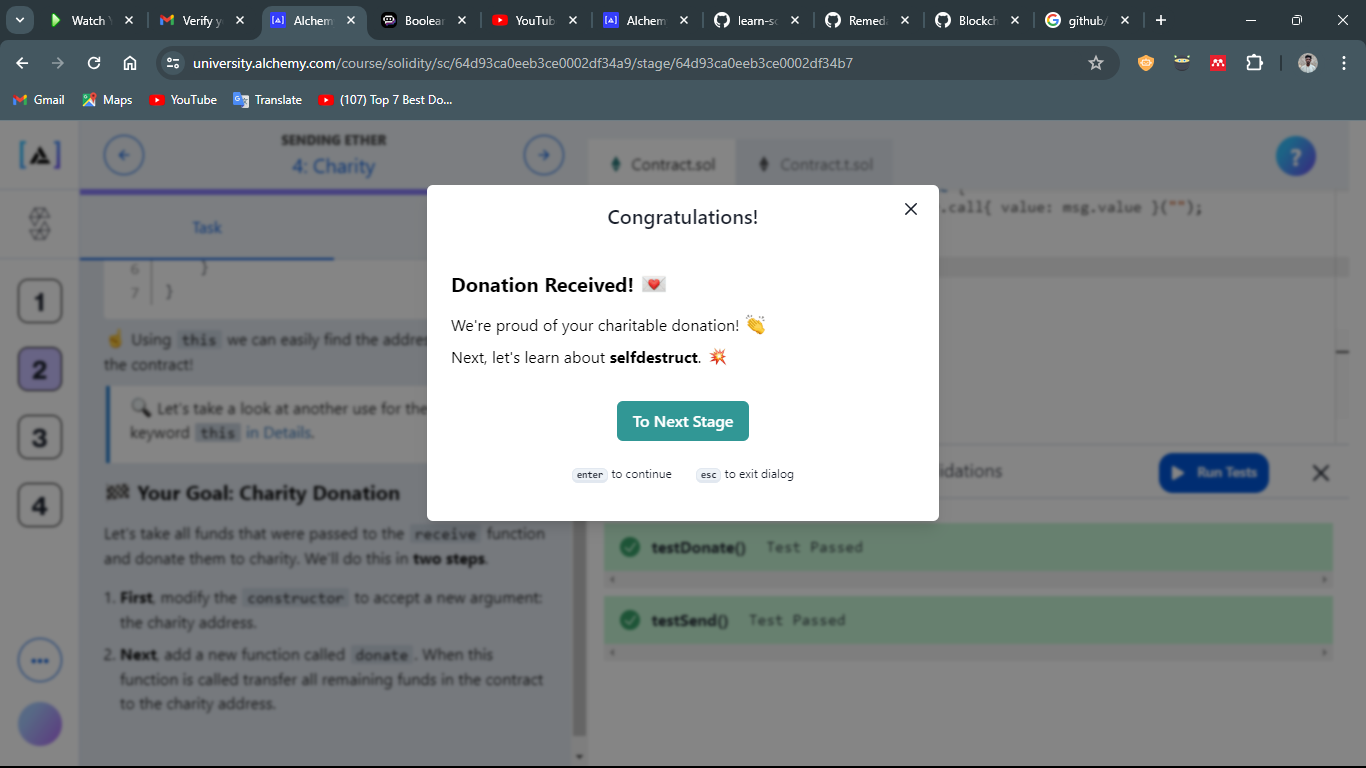 Watch
Verify y
Alchem
Boolear
YouTub
Alchem
learn-sc
Remed
Blockch
github/
university.alchemy.com/course/solidity/sc/64d93ca0eeb3ce0002df34a9/stage/64d93ca0eeb3ce0002df34b7
Gmail
Maps
YouTube
Translate
(107) Top 7 Best Do...
SENDING ETHER
4: Charity
Contract.sol
Contract.t.sol
?
Task
.call{ value: msg.value }("");
1
2
3
4
6 }
7 }
☝️ Using this we can easily find the addre
the contract!
🔍 Let's take a look at another use for the
keyword this in Details.
🏁 Your Goal: Charity Donation
Let's take all funds that were passed to the receive function
and donate them to charity. We'll do this in two steps.
1. First, modify the constructor to accept a new argument:
the charity address.
2. Next, add a new function called donate. When this
function is called transfer all remaining funds in the contract
to the charity address.
Congratulations!
Donation Received! 💌
We're proud of your charitable donation! 👏
Next, let's learn about selfdestruct. 💥
To Next Stage
enter to continue
esc to exit dialog
idations
Run Tests
testDonate() Test Passed
testSend() Test Passed